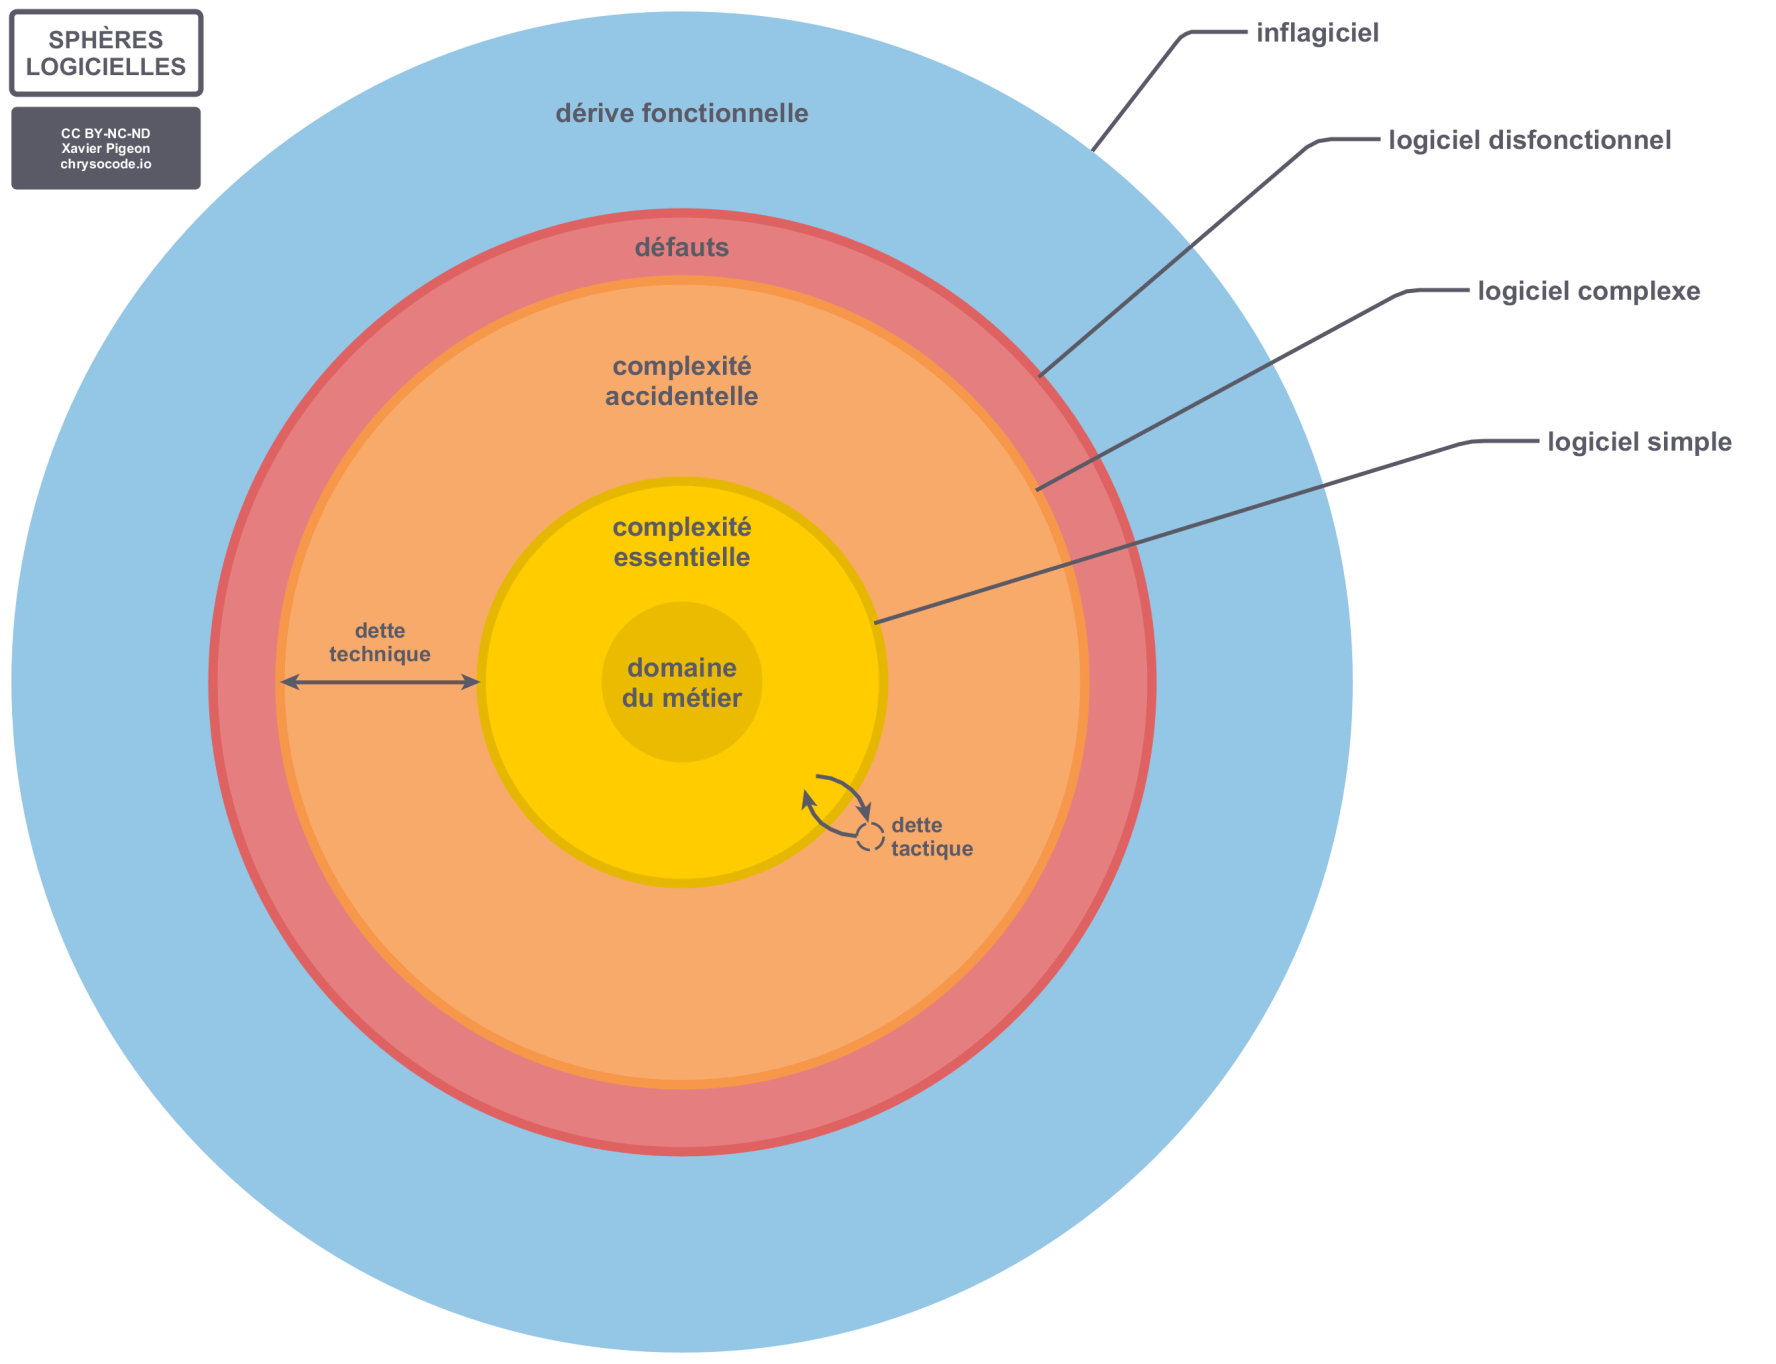 SPHÈRES
LOGICIELLES
CC BY-NC-ND
Xavier Pigeon
chrysocode.io
inflagiciel
dérive fonctionnelle
logiciel disfonctionnel
défauts
logiciel complexe
complexité
accidentelle
logiciel simple
complexité
essentielle
dette
technique
domaine
du métier
dette
tactique